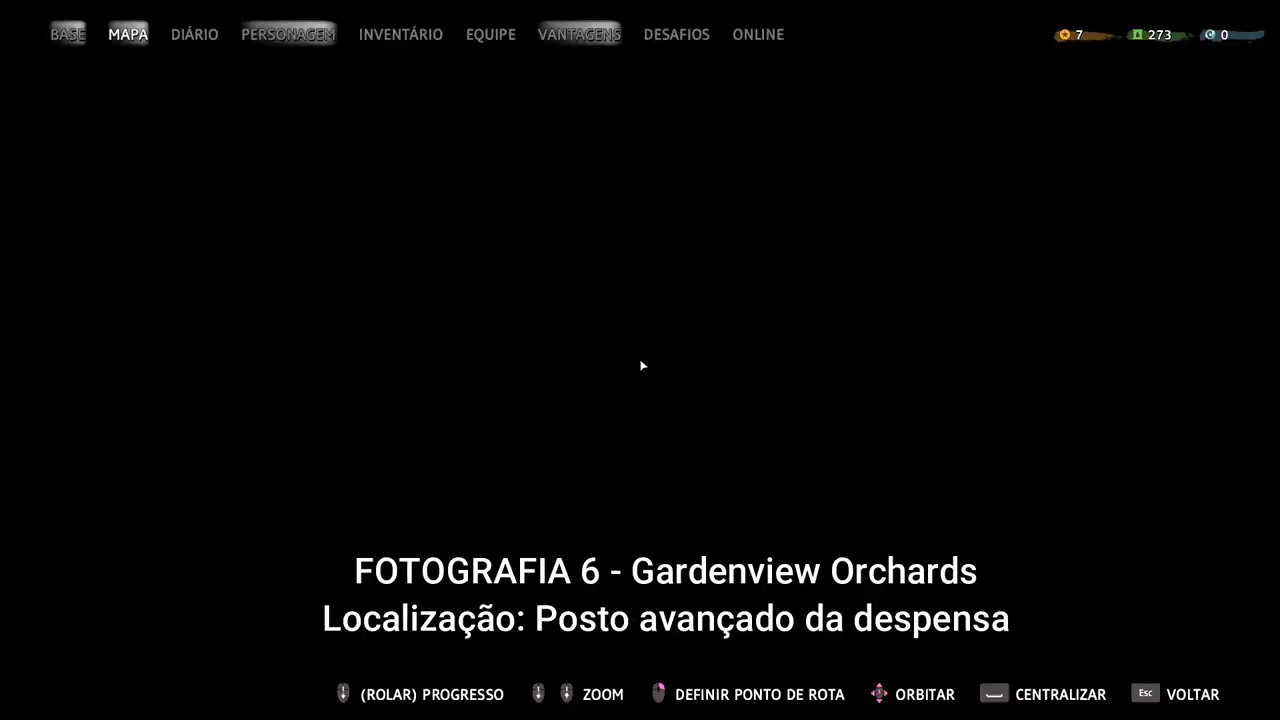 BASE MAPA DIÁRIO PERSONAGEM INVENTÁRIO EQUIPE VANTAGENS DESAFIOS ONLINE 7 273 0
FOTOGRAFIA 6 - Gardenview Orchards
Localização: Posto avançado da despensa
(ROLAR) PROGRESSO ZOOM DEFINIR PONTO DE ROTA ORBITAR CENTRALIZAR Esc VOLTAR